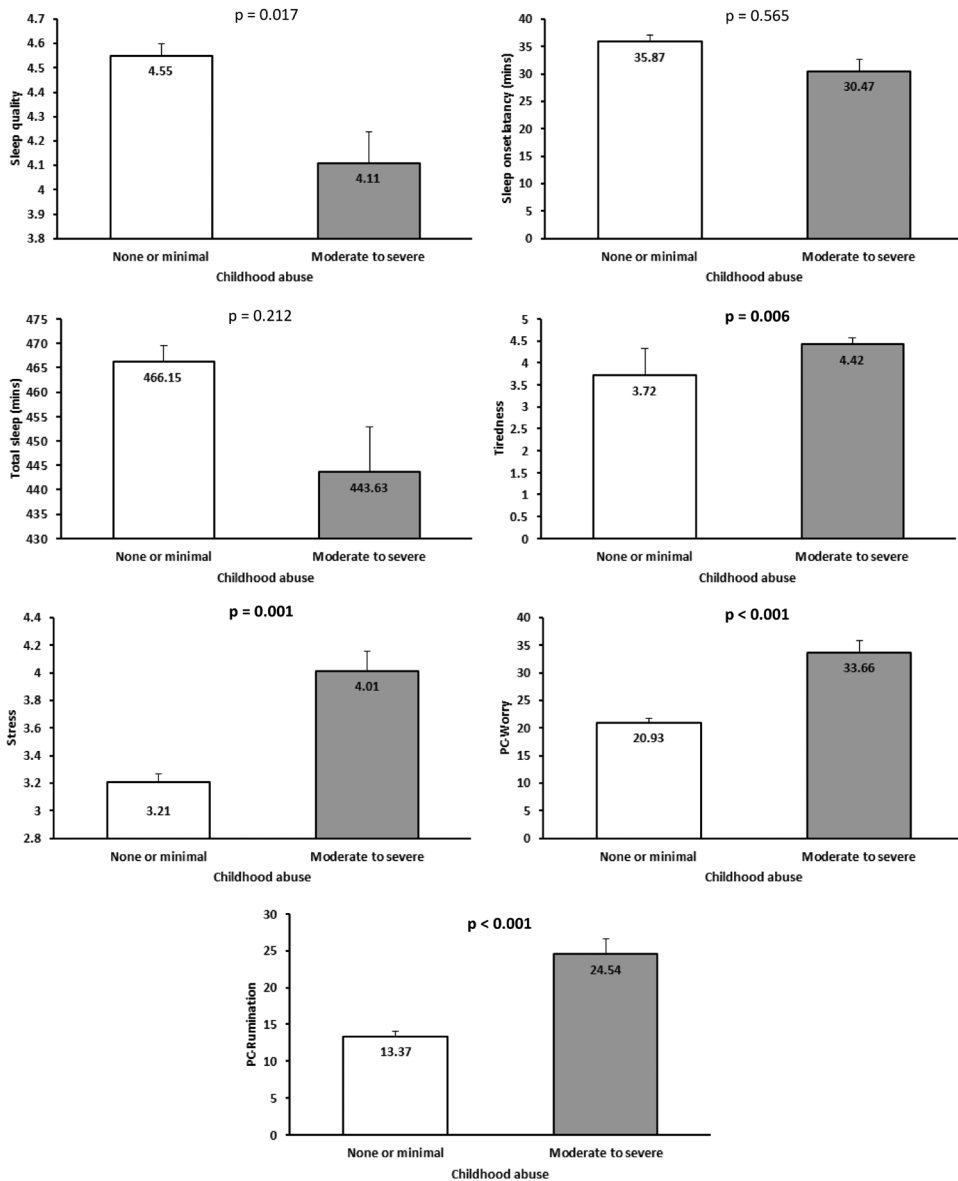 p = 0.017
Sleep quality
4.7
4.6
4.5
4.4
4.3
4.2
4.1
4
3.9
3.8
4.55
4.11
None or minimal
Moderate to severe
Childhood abuse
p = 0.565
Sleep onset latancy (mins)
40
35
30
25
20
15
10
5
0
35.87
30.47
None or minimal
Moderate to severe
Childhood abuse
p = 0.212
Total sleep (mins)
475
470
465
460
455
450
445
440
435
430
466.15
443.63
None or minimal
Moderate to severe
Childhood abuse
p = 0.006
Tiredness
5
4.5
4
3.5
3
2.5
2
1.5
1
0.5
0
3.72
4.42
None or minimal
Moderate to severe
Childhood abuse
p = 0.001
Stress
4.4
4.2
4
3.8
3.6
3.4
3.2
3
2.8
3.21
4.01
None or minimal
Moderate to severe
Childhood abuse
p < 0.001
PC-Worry
40
35
30
25
20
15
10
5
0
20.93
33.66
None or minimal
Moderate to severe
Childhood abuse
p < 0.001
PC-Rumination
30
25
20
15
10
5
0
13.37
24.54
None or minimal
Moderate to severe
Childhood abuse